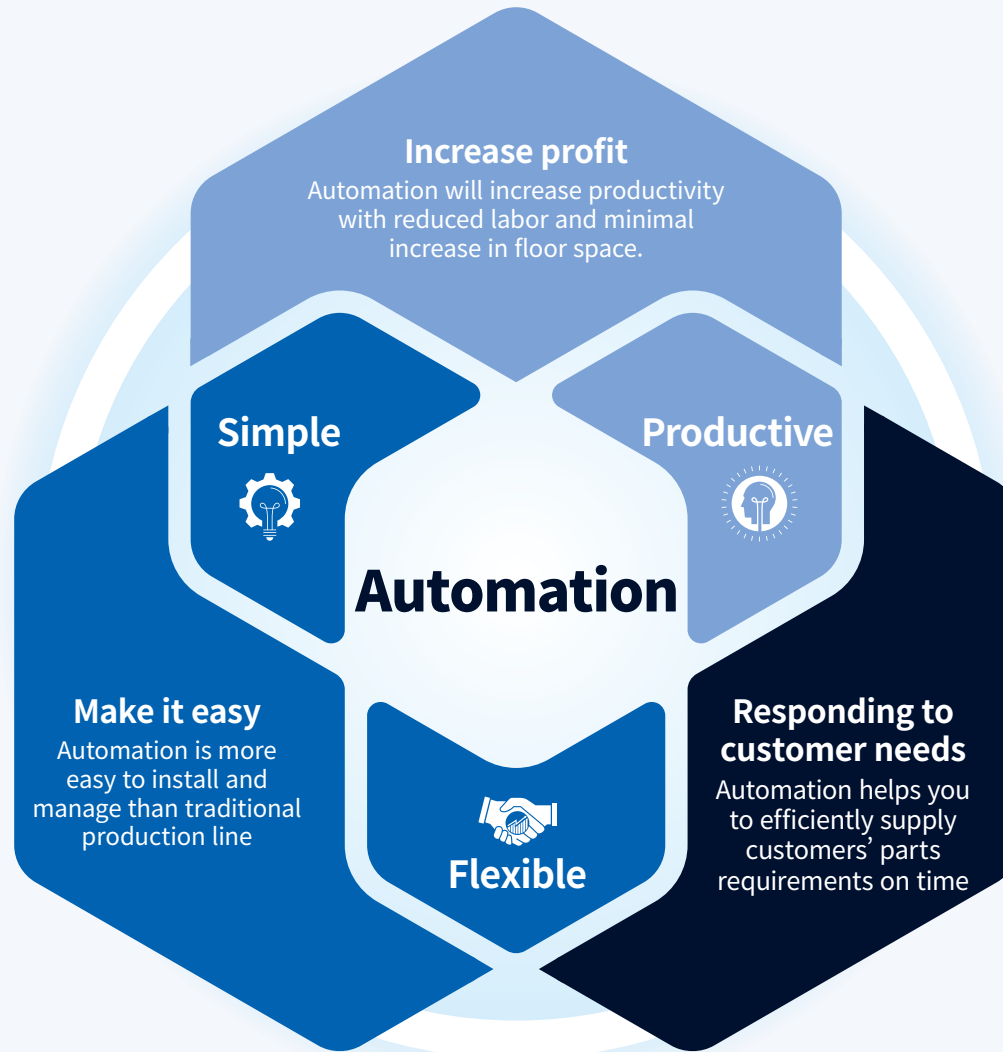 Increase profit
Automation will increase productivity
with reduced labor and minimal
increase in floor space.
Simple
Productive
Automation
Make it easy
Automation is more
easy to install and
manage than traditional
production line
Flexible
Responding to
customer needs
Automation helps you
to efficiently supply
customers’ parts
requirements on time